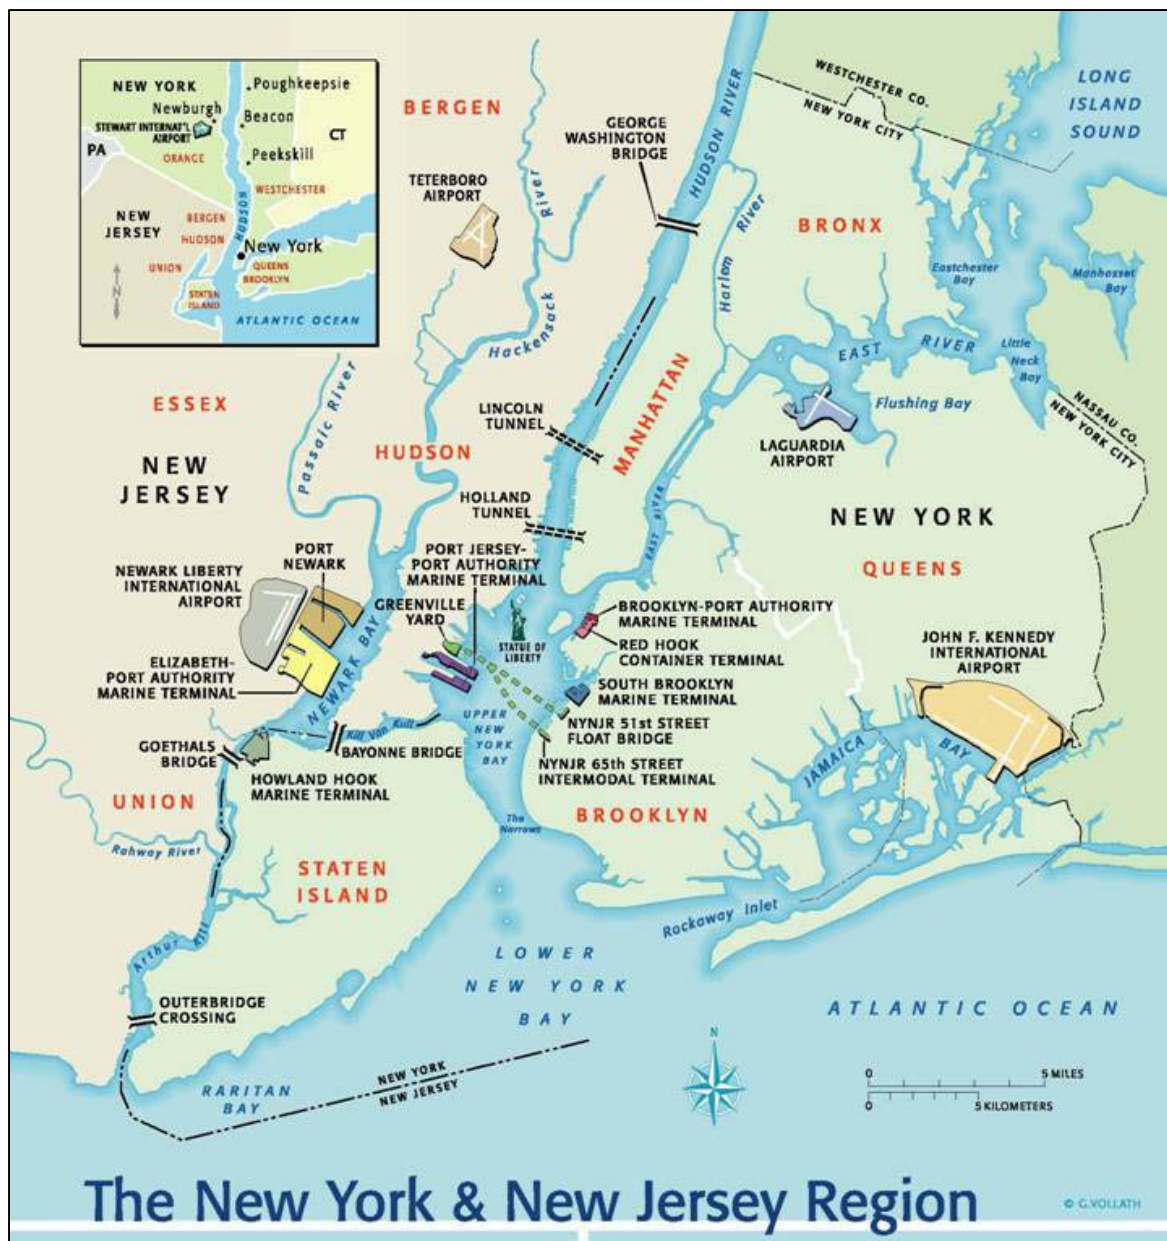 NEW YORK
Poughkeepsie
Newburgh
STEWART INTERNAT'L
AIRPORT
Beacon
CT
PA
ORANGE
Peekskill
WESTCHESTER
NEW
JERSEY
BERGEN
HUDSON
HUDSON
New York
UNION
QUEENS
BROOKLYN
STATEN
ISLAND
N
ATLANTIC OCEAN
BERGEN
GEORGE
WASHINGTON
BRIDGE
HUDSON RIVER
WESTCHESTER CO.
NEW YORK CITY
LONG
ISLAND
SOUND
TETERBORO
AIRPORT
Hackensack River
Harlem River
BRONX
Eastchester
Bay
Manhasset
Bay
EAST RIVER
Little
Neck
Bay
ESSEX
Passaic River
NEW
JERSEY
HUDSON
LINCOLN
TUNNEL
MANHATTAN
Flushing Bay
LAGUARDIA
AIRPORT
NASSAU CO.
NEW YORK CITY
HOLLAND
TUNNEL
EAST RIVER
NEW YORK
QUEENS
NEWARK LIBERTY
INTERNATIONAL
AIRPORT
PORT
NEWARK
PORT JERSEY-
PORT AUTHORITY
MARINE TERMINAL
GREENVILLE
YARD
STATUE OF
LIBERTY
BROOKLYN-PORT AUTHORITY
MARINE TERMINAL
RED HOOK
CONTAINER TERMINAL
JOHN F. KENNEDY
INTERNATIONAL
AIRPORT
ELIZABETH-
PORT AUTHORITY
MARINE TERMINAL
NEWARK BAY
SOUTH BROOKLYN
MARINE TERMINAL
UPPER
NEW
YORK
BAY
NYNJR 51st STREET
FLOAT BRIDGE
Kill Van Kull
GOETHALS
BRIDGE
BAYONNE BRIDGE
NYNJR 65th STREET
INTERMODAL TERMINAL
JAMAICA BAY
HOWLAND HOOK
MARINE TERMINAL
UNION
BROOKLYN
The
Narrows
Rahway River
STATEN
ISLAND
Rockaway Inlet
Arthur Kill
LOWER
NEW YORK
BAY
OUTERBRIDGE
CROSSING
ATLANTIC OCEAN
N
NEW YORK
NEW JERSEY
RARITAN
BAY
0 5 MILES
0 5 KILOMETERS
The New York & New Jersey Region
© G.VOLLATH